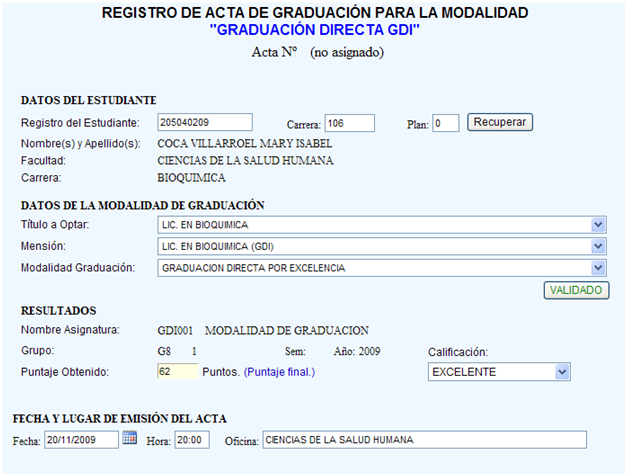 REGISTRO DE ACTA DE GRADUACIÓN PARA LA MODALIDAD
"GRADUACIÓN DIRECTA GDI"
Acta Nº (no asignado)
DATOS DEL ESTUDIANTE
Registro del Estudiante: 205040209 Carrera: 106 Plan: 0 Recuperar
Nombre(s) y Apellido(s): COCA VILLARROEL MARY ISABEL
Facultad: CIENCIAS DE LA SALUD HUMANA
Carrera: BIOQUIMICA
DATOS DE LA MODALIDAD DE GRADUACIÓN
Título a Optar: LIC. EN BIOQUIMICA
Mensión: LIC. EN BIOQUIMICA (GDI)
Modalidad Graduación: GRADUACION DIRECTA POR EXCELENCIA
VALIDADO
RESULTADOS
Nombre Asignatura: GDI001 MODALIDAD DE GRADUACION
Grupo: G8 1 Sem: Año: 2009 Calificación:
Puntaje Obtenido: 62 Puntos. (Puntaje final.) EXCELENTE
FECHA Y LUGAR DE EMISIÓN DEL ACTA
Fecha: 20/11/2009 Hora: 20:00 Oficina: CIENCIAS DE LA SALUD HUMANA